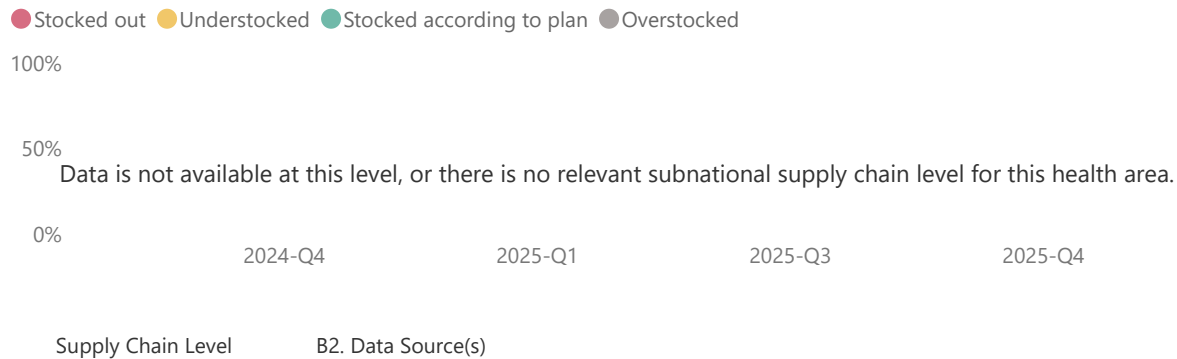 Stocked out Understocked Stocked according to plan Overstocked
100%
50%
Data is not available at this level, or there is no relevant subnational supply chain level for this health area.
0%
2024-Q4 2025-Q1 2025-Q3 2025-Q4
Supply Chain Level B2. Data Source(s)